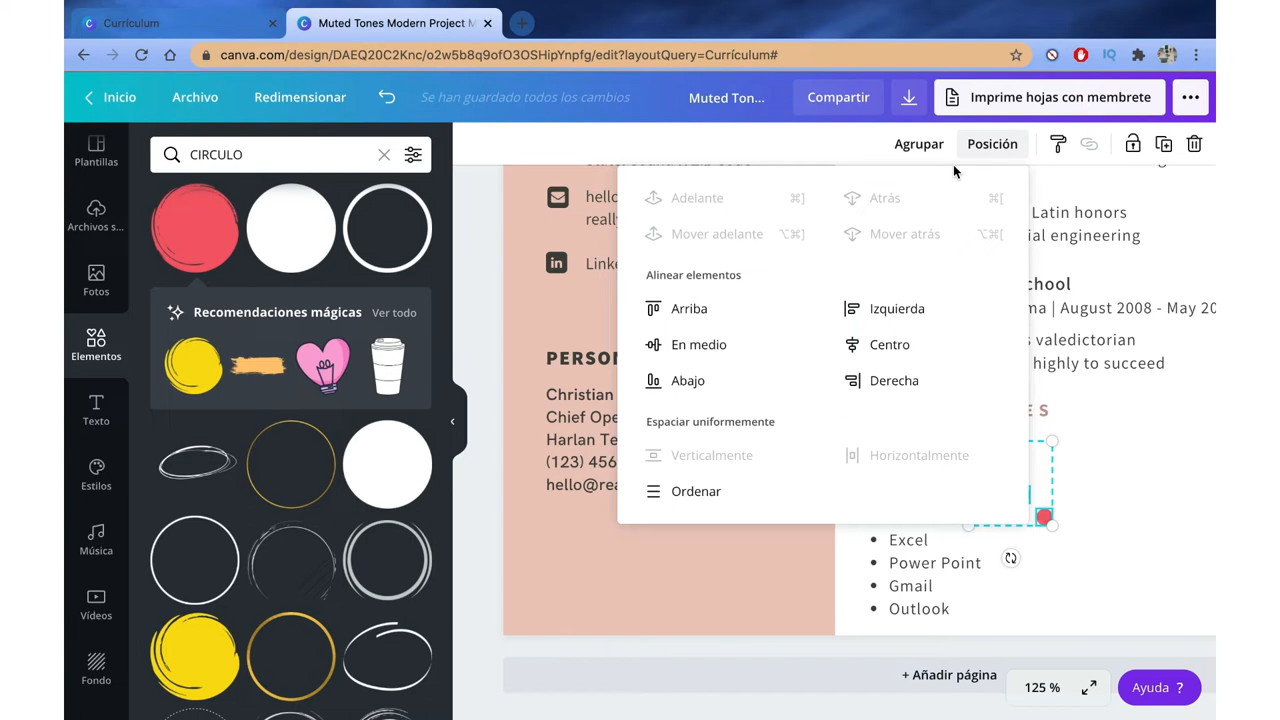 Currículum
Muted Tones Modern Project M
canva.com/design/DAEQ20C2Knc/o2w5b8q9ofO3OSHipYnpfg/edit?layoutQuery=Currículum#
Inicio
Archivo
Redimensionar
Se han guardado todos los cambios
Muted Ton...
Compartir
Imprime hojas con membrete
Plantillas
Archivos s...
Fotos
Elementos
Texto
Estilos
Música
Vídeos
Fondo
CIRCULO
Recomendaciones mágicas
Ver todo
Agrupar
Posición
Adelante ⌘]
Atrás ⌘[
Mover adelante ⌥⌘]
Mover atrás ⌥⌘[
Alinear elementos
Arriba
Izquierda
En medio
Centro
Abajo
Derecha
Espaciar uniformemente
Verticalmente
Horizontalmente
Ordenar
hello
really
Linke
PERSON
Christian
Chief Ope
Harlan Te
(123) 456
hello@rea
Latin honors
ial engineering
chool
ma | August 2008 - May 20
s valedictorian
highly to succeed
E S
• Excel
• Power Point
• Gmail
• Outlook
+ Añadir página
125 %
Ayuda ?